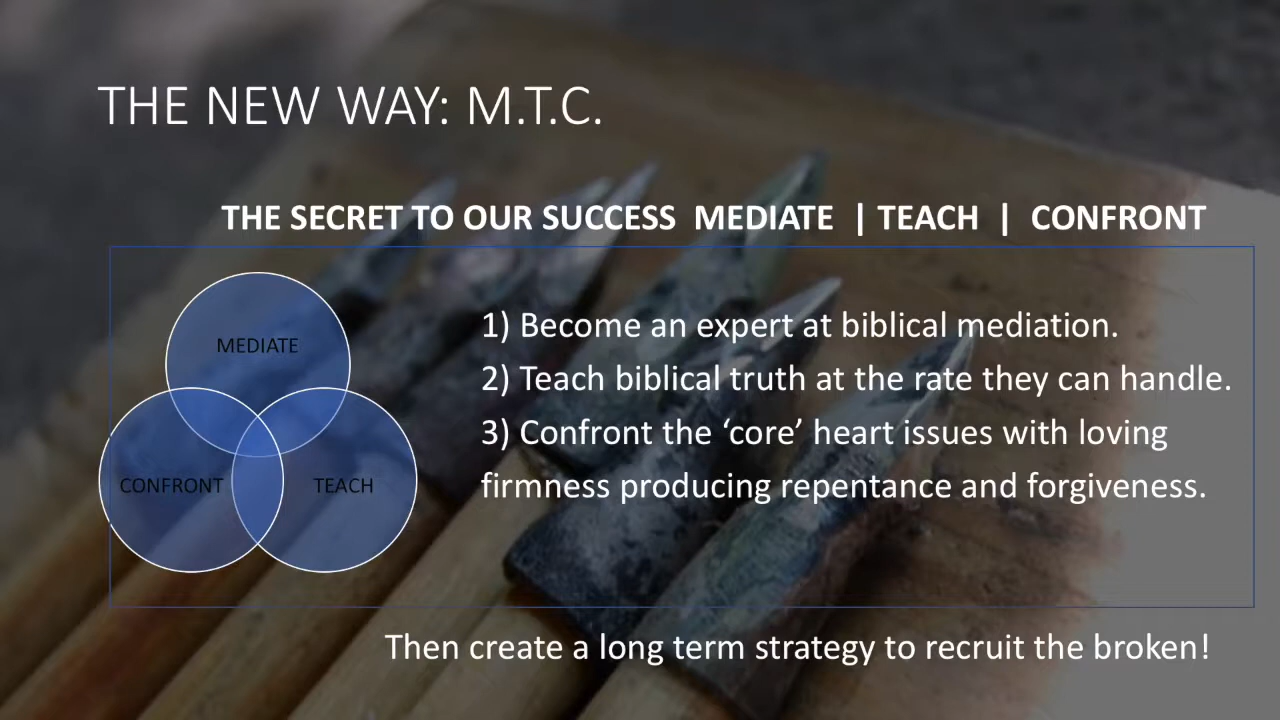 THE NEW WAY: M.T.C.
THE SECRET TO OUR SUCCESS  MEDIATE  | TEACH  |  CONFRONT
MEDIATE
CONFRONT
TEACH
1) Become an expert at biblical mediation.
2) Teach biblical truth at the rate they can handle.
3) Confront the ‘core’ heart issues with loving
firmness producing repentance and forgiveness.
Then create a long term strategy to recruit the broken!